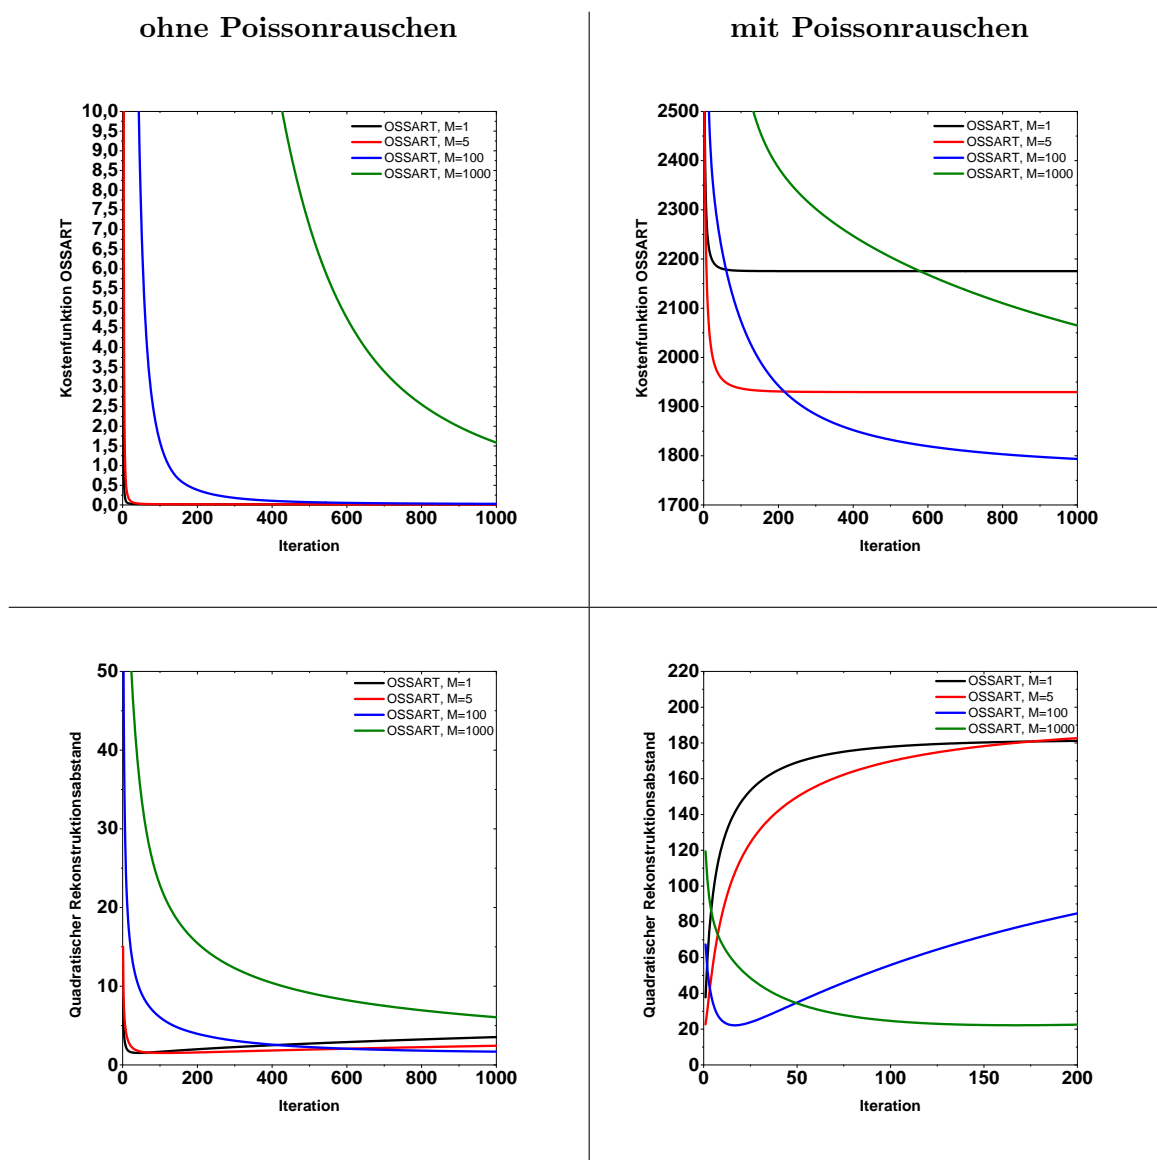 ohne Poissonrauschen
mit Poissonrauschen
Kostenfunktion OSSART
10,0
9,5
9,0
8,5
8,0
7,5
7,0
6,5
6,0
5,5
5,0
4,5
4,0
3,5
3,0
2,5
2,0
1,5
1,0
0,5
0,0
OSSART, M=1
OSSART, M=5
OSSART, M=100
OSSART, M=1000
0 200 400 600 800 1000
Iteration
Kostenfunktion OSSART
2500
2400
2300
2200
2100
2000
1900
1800
1700
OSSART, M=1
OSSART, M=5
OSSART, M=100
OSSART, M=1000
0 200 400 600 800 1000
Iteration
Quadratischer Rekonstruktionsabstand
50
40
30
20
10
0
OSSART, M=1
OSSART, M=5
OSSART, M=100
OSSART, M=1000
0 200 400 600 800 1000
Iteration
Quadratischer Rekonstruktionsabstand
220
200
180
160
140
120
100
80
60
40
20
0
OSSART, M=1
OSSART, M=5
OSSART, M=100
OSSART, M=1000
0 50 100 150 200
Iteration